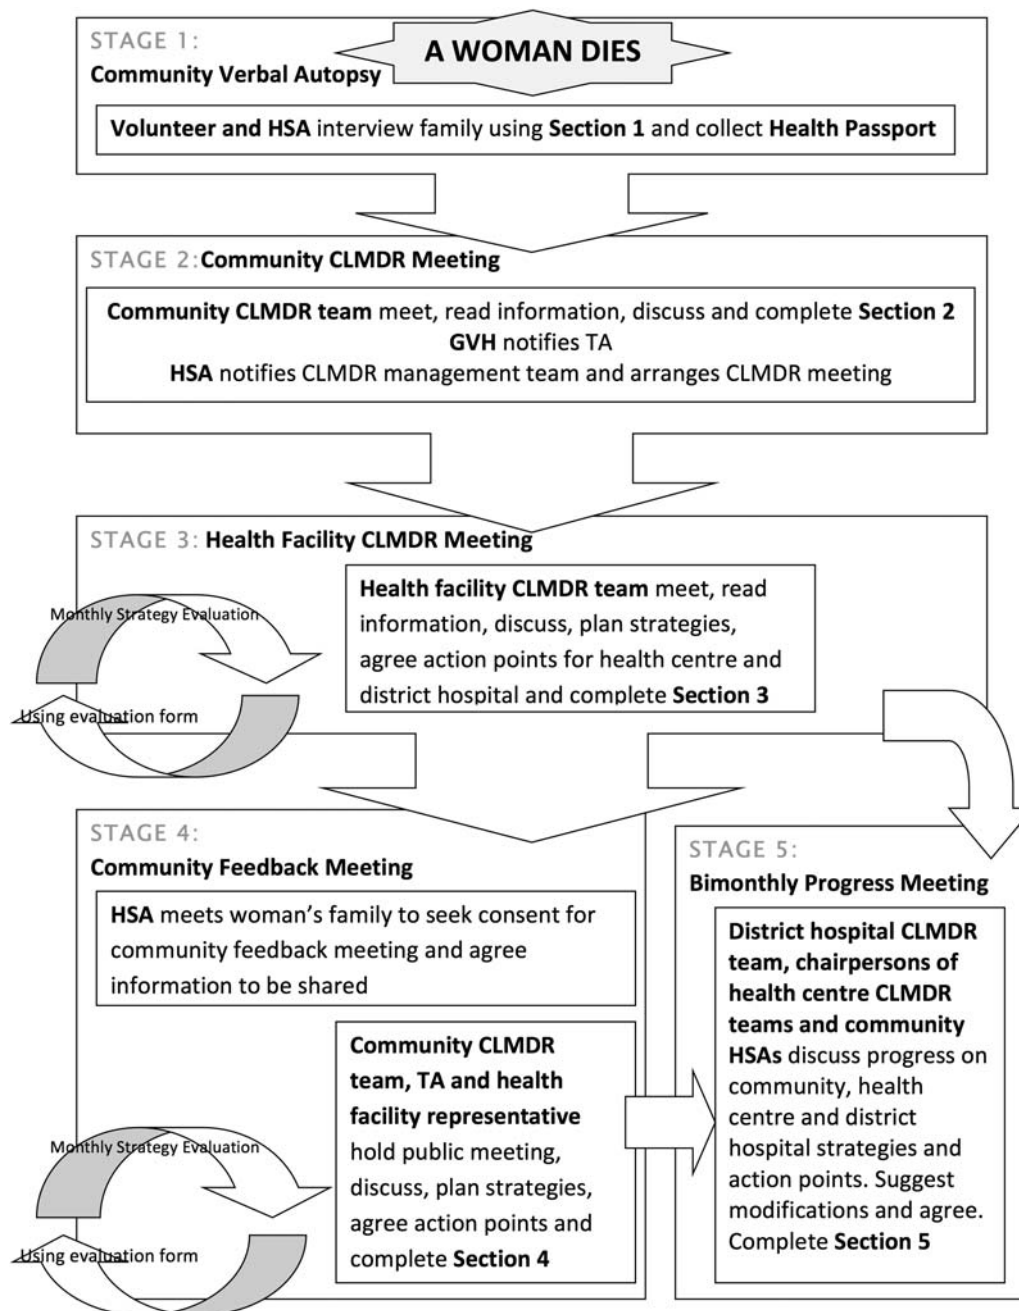 STAGE 1:
A WOMAN DIES
Community Verbal Autopsy
Volunteer and HSA interview family using Section 1 and collect Health Passport
STAGE 2: Community CLMDR Meeting
Community CLMDR team meet, read information, discuss and complete Section 2
GVH notifies TA
HSA notifies CLMDR management team and arranges CLMDR meeting
STAGE 3: Health Facility CLMDR Meeting
Monthly Strategy Evaluation
Using evaluation form
Health facility CLMDR team meet, read
information, discuss, plan strategies,
agree action points for health centre and
district hospital and complete Section 3
STAGE 4:
Community Feedback Meeting
HSA meets woman's family to seek consent for
community feedback meeting and agree
information to be shared
Monthly Strategy Evaluation
Using evaluation form
Community CLMDR
team, TA and health
facility representative
hold public meeting,
discuss, plan strategies,
agree action points and
complete Section 4
STAGE 5:
Bimonthly Progress Meeting
District hospital CLMDR
team, chairpersons of
health centre CLMDR
teams and community
HSAs discuss progress on
community, health
centre and district
hospital strategies and
action points. Suggest
modifications and agree.
Complete Section 5